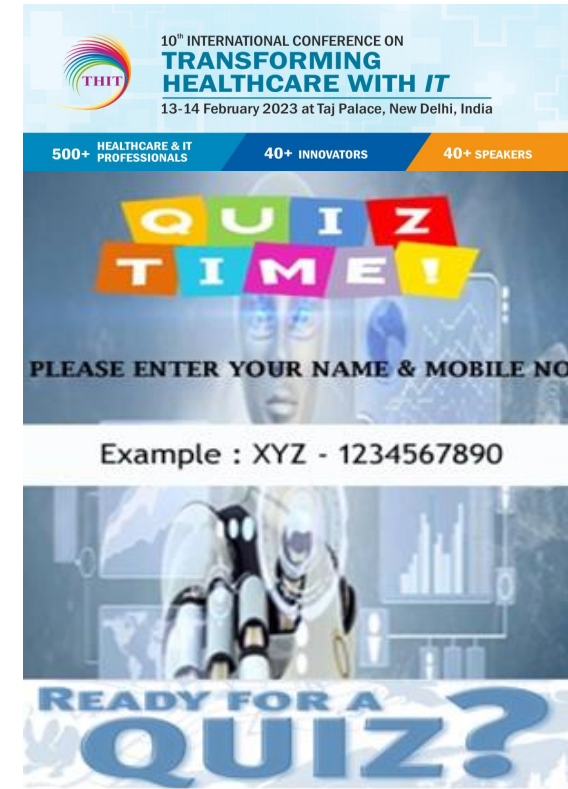 THIT
10th INTERNATIONAL CONFERENCE ON
TRANSFORMING
HEALTHCARE WITH IT
13-14 February 2023 at Taj Palace, New Delhi, India
500+ HEALTHCARE & IT PROFESSIONALS
40+ INNOVATORS
40+ SPEAKERS
QUIZ
TIME!
PLEASE ENTER YOUR NAME & MOBILE NO
Example : XYZ - 1234567890
READY FOR A
QUIZ?